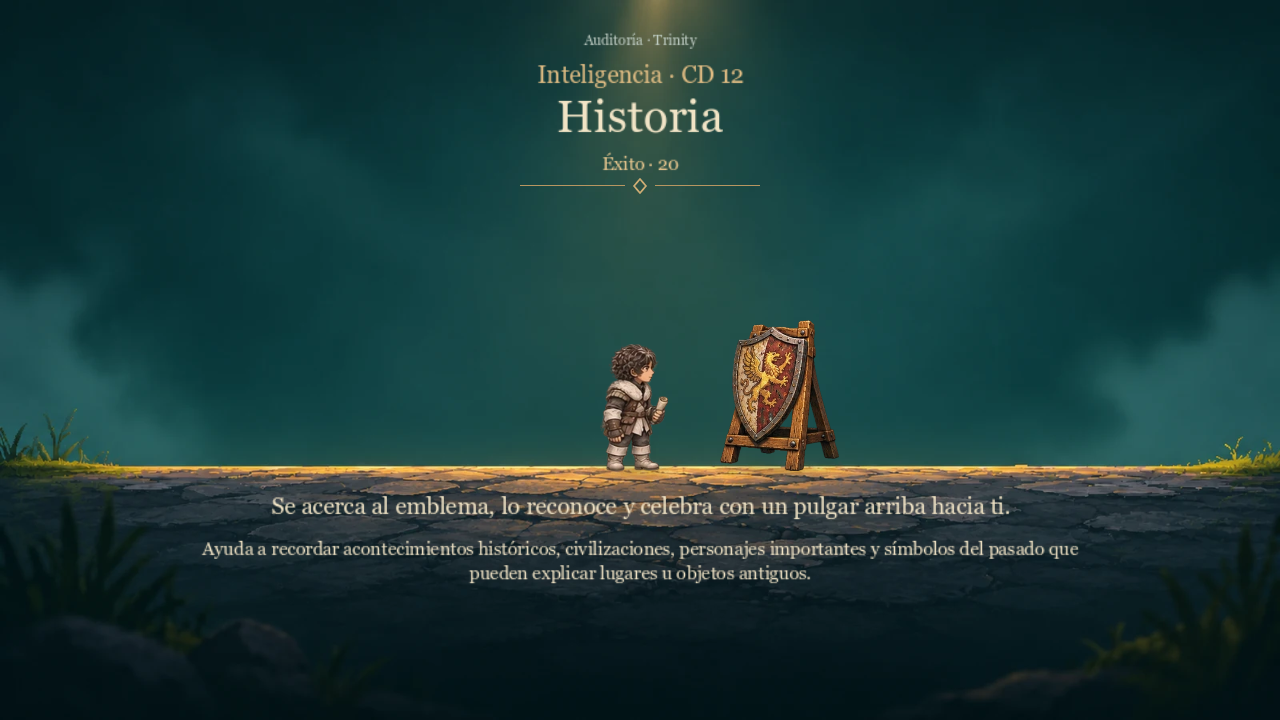 Auditoría · Trinity
Inteligencia · CD 12
Historia
Éxito · 20
Se acerca al emblema, lo reconoce y celebra con un pulgar arriba hacia ti.
Ayuda a recordar acontecimientos históricos, civilizaciones, personajes importantes y símbolos del pasado que
pueden explicar lugares u objetos antiguos.